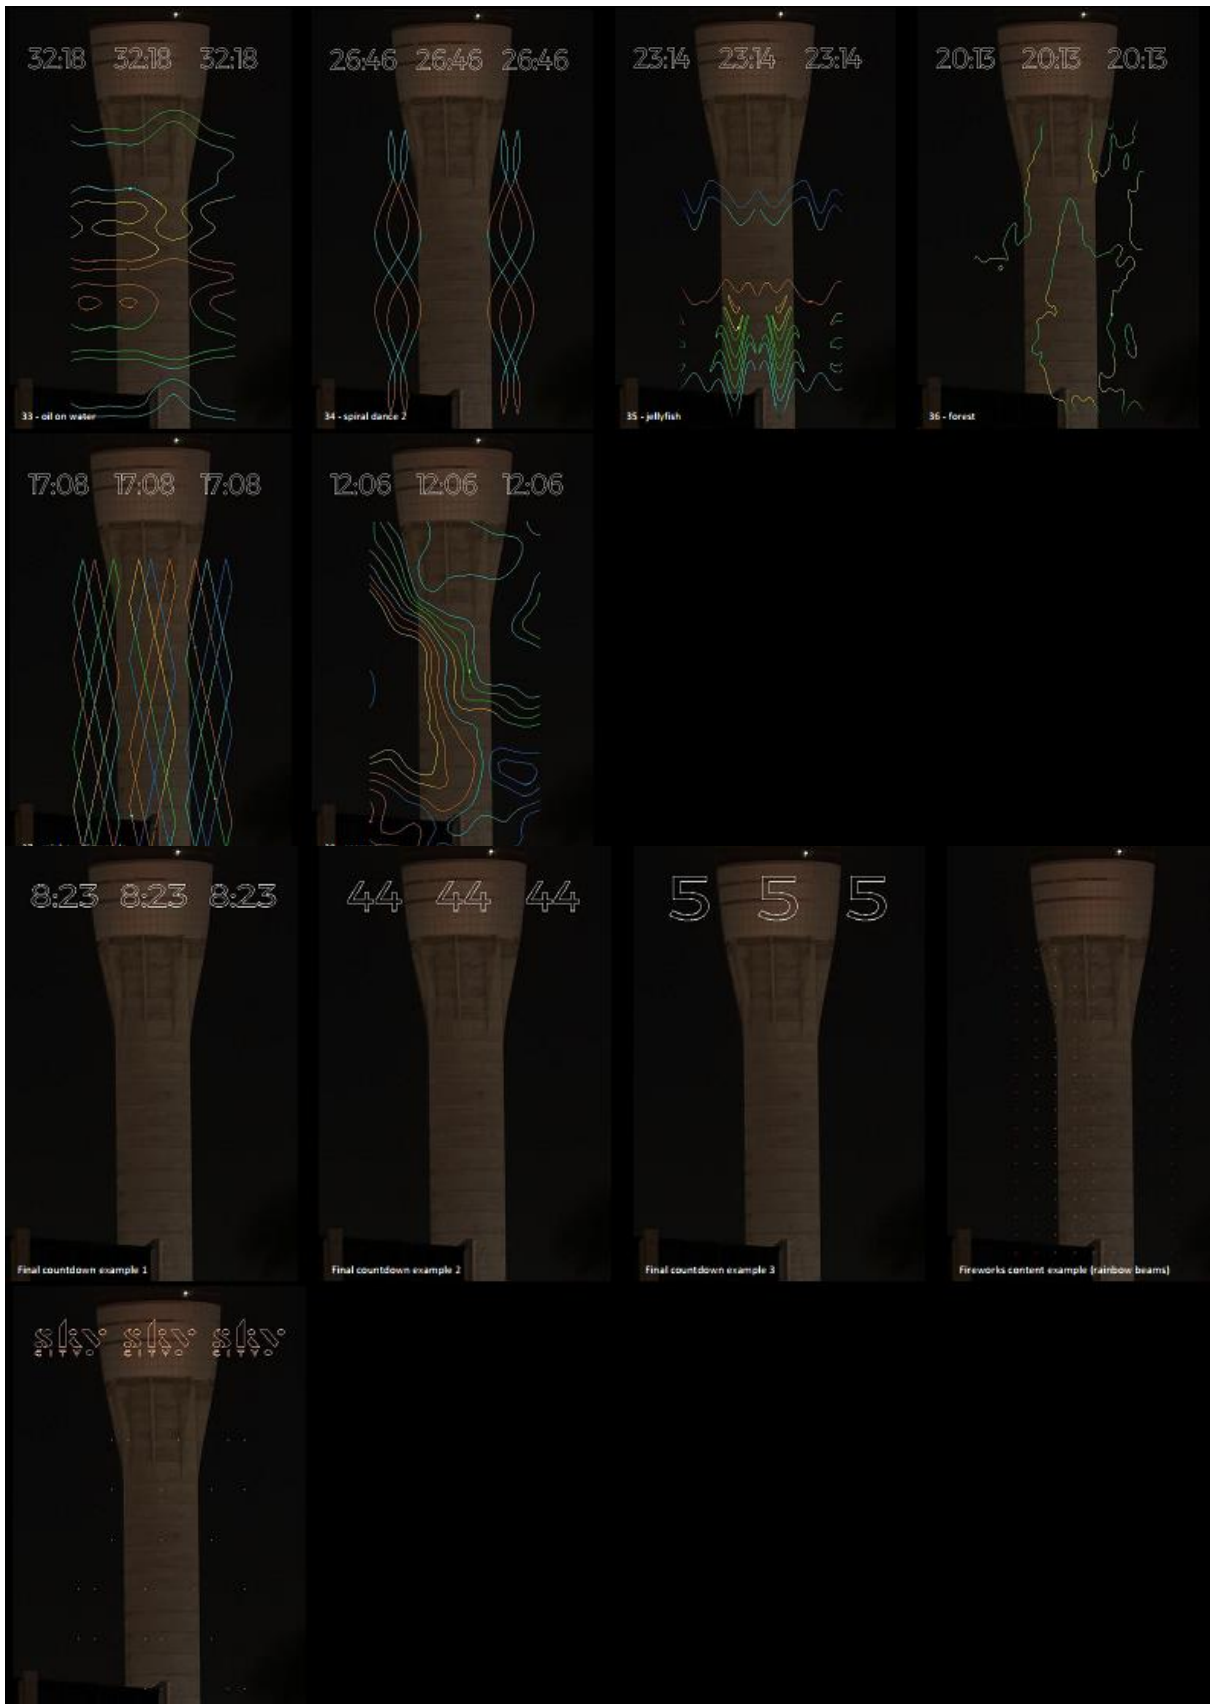 32:18 32:18 32:18
33 - oil on water
26:46 26:46 26:46
34 - spiral dance 2
23:14 23:14 23:14
35 - jellyfish
20:13 20:13 20:13
36 - forest
17:08 17:08 17:08
12:06 12:06 12:06
8:23 8:23 8:23
Final countdown example 1
44 44 44
Final countdown example 2
5 5 5
Final countdown example 3
Fireworks content example (rainbow beams)
sky sky sky
CITY CITY CITY